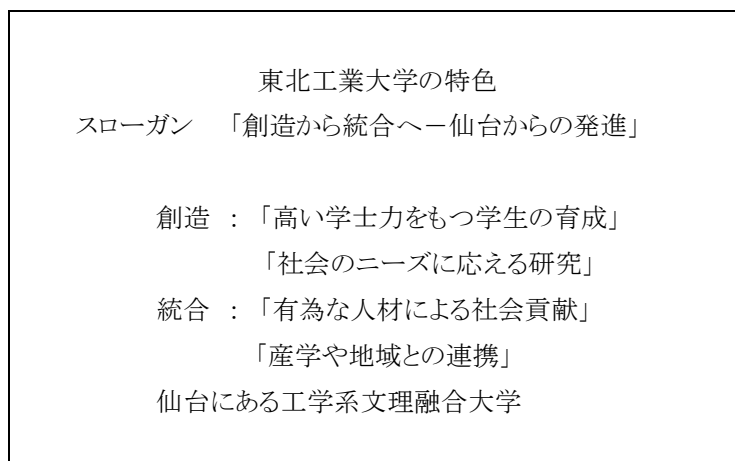 東北工業大学の特色
スローガン 「創造から統合へ－仙台からの発進」
創造 ： 「高い学士力をもつ学生の育成」
「社会のニーズに応える研究」
統合 ： 「有為な人材による社会貢献」
「産学や地域との連携」
仙台にある工学系文理融合大学